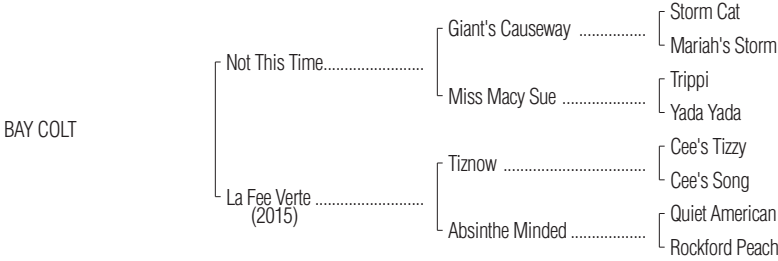 Storm Cat
Giant's Causeway ................
Mariah's Storm
Not This Time........................
Trippi
Miss Macy Sue ....................
Yada Yada
BAY COLT
Cee's Tizzy
Tiznow ..................................
Cee's Song
La Fee Verte ..........................
(2015)
Quiet American
Absinthe Minded ..................
Rockford Peach